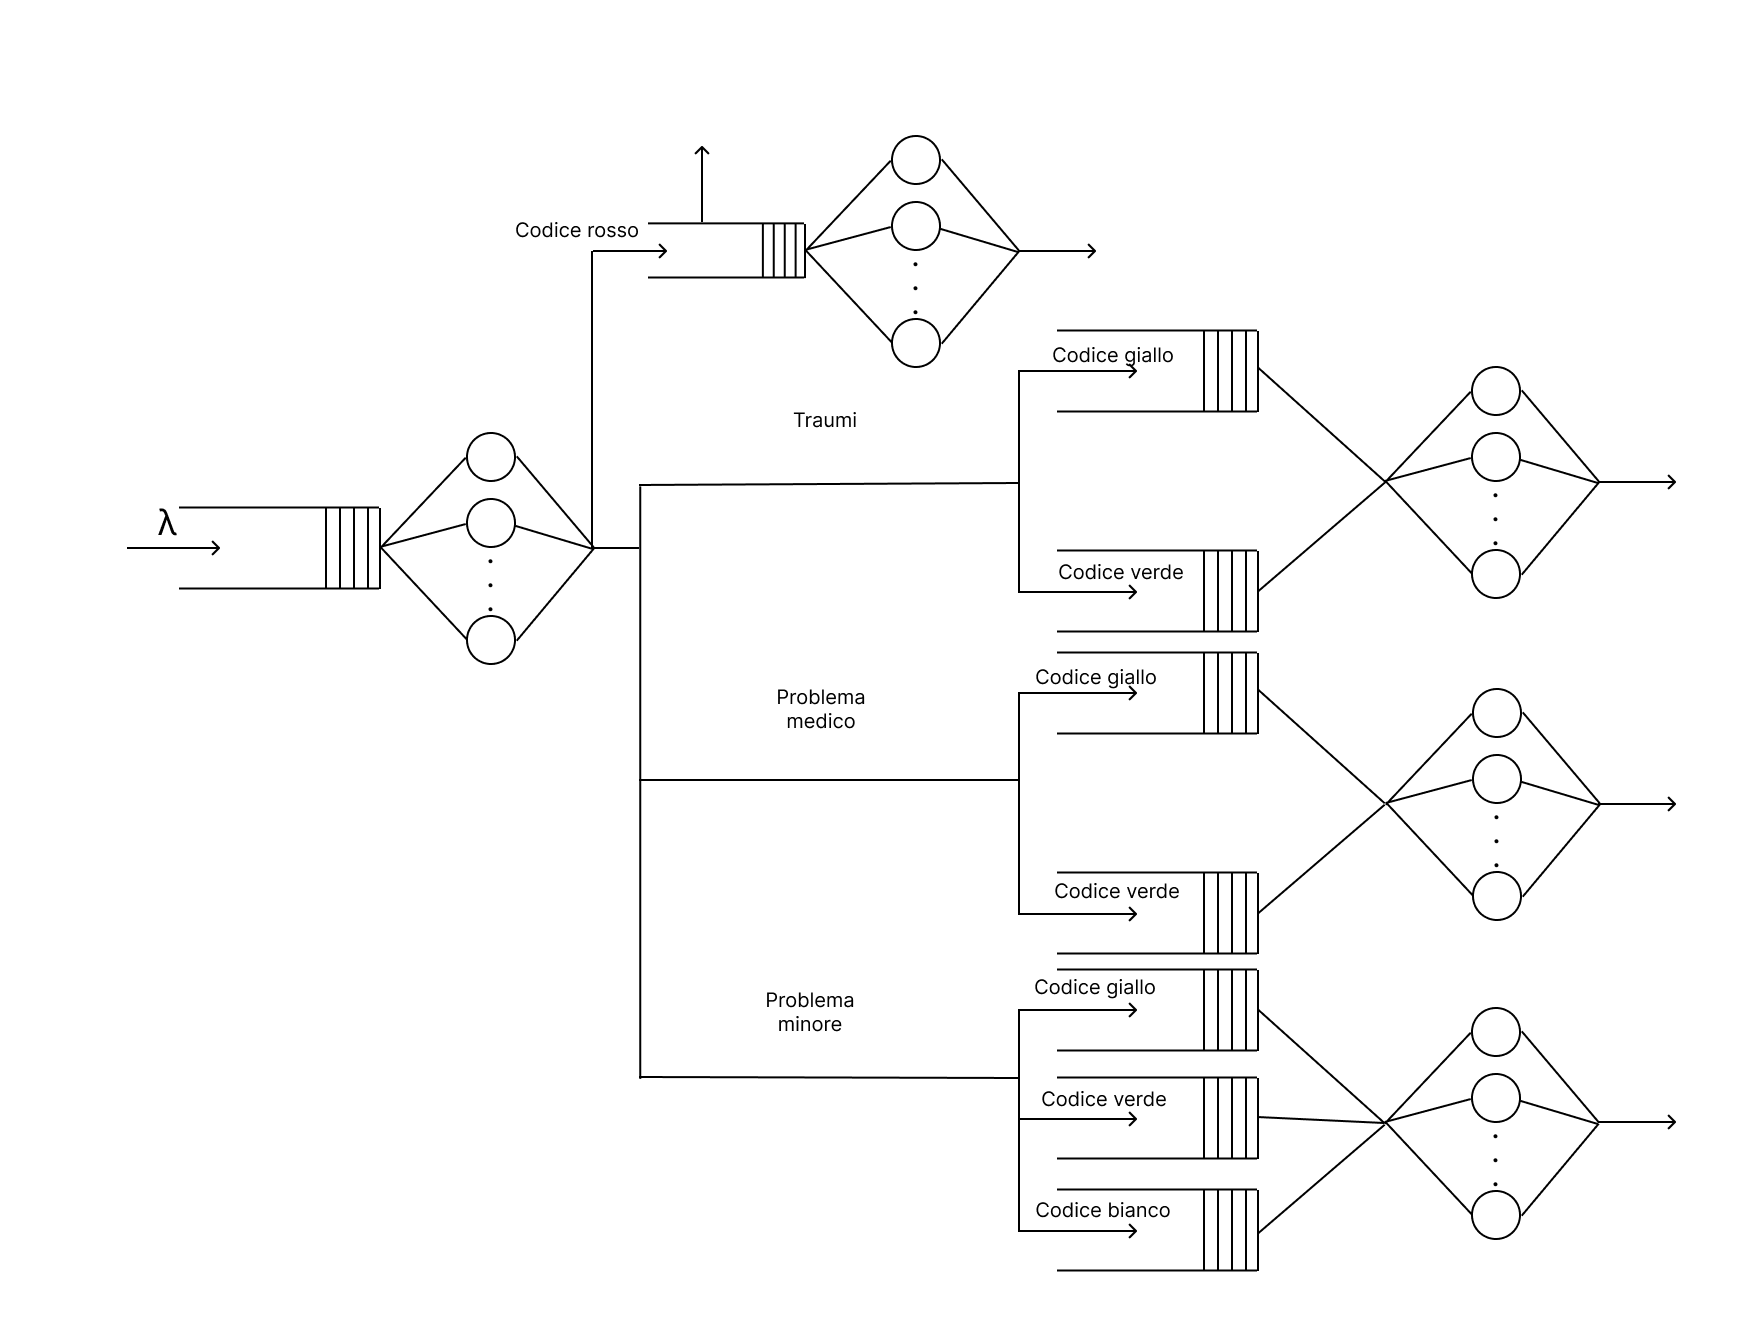 Codice rosso
Codice giallo
Traumi
λ
Codice verde
Codice giallo
Problema
medico
Codice verde
Codice giallo
Problema
minore
Codice verde
Codice bianco